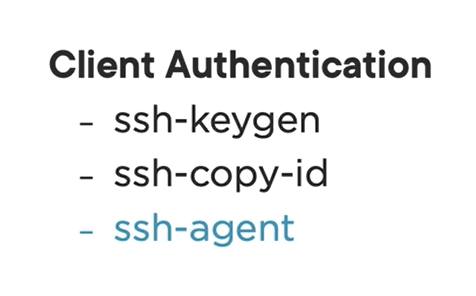 Client Authentication
– ssh-keygen
– ssh-copy-id
– ssh-agent